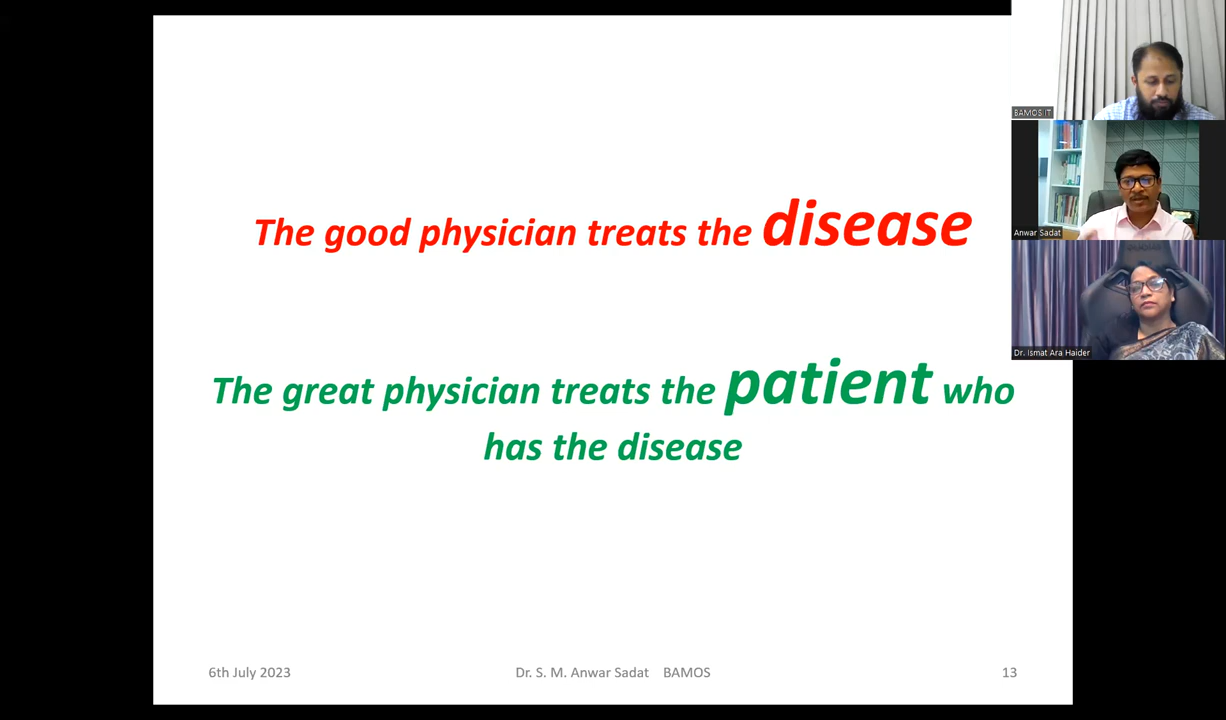 BAMOS IT
Anwar Sadat
Dr. Ismat Ara Haider
The good physician treats the disease
The great physician treats the patient who
has the disease
6th July 2023
Dr. S. M. Anwar Sadat BAMOS
13